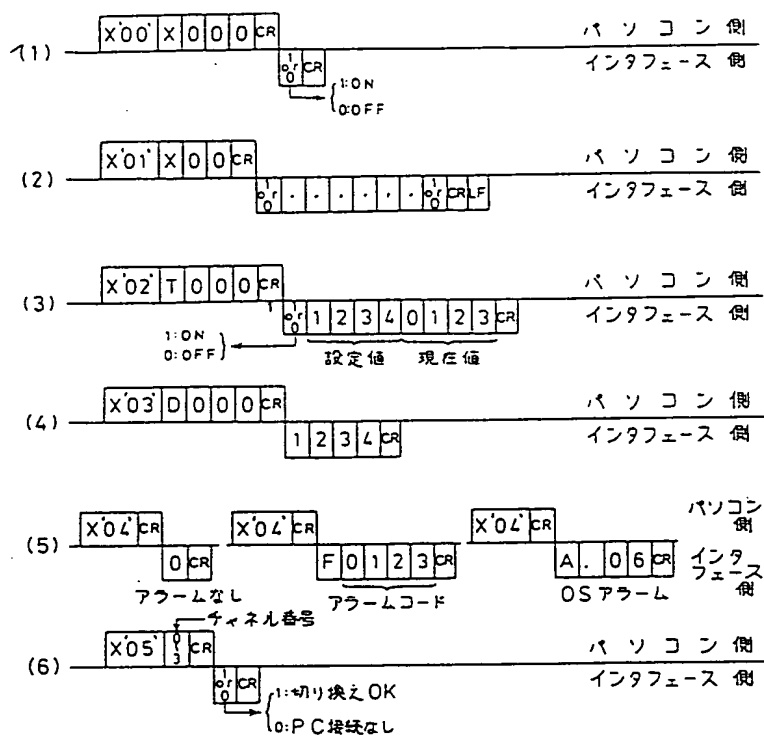 (1) X'00' X 0 0 0 CR パソコン側
1 or 0 CR インタフェース側
1:ON
0:OFF
(2) X'01' X 0 0 CR パソコン側
1 or 0 . . . . . . 1 or 0 CR LF インタフェース側
(3) X'02' T 0 0 0 CR パソコン側
1 or 0 1 2 3 4 0 1 2 3 CR インタフェース側
1:ON
0:OFF
設定値 現在値
(4) X'03' D 0 0 0 CR パソコン側
1 2 3 4 CR インタフェース側
(5) X'04' CR X'04' CR X'04' CR パソコン側
0 CR F 0 1 2 3 CR A . 0 6 CR インタフェース側
アラームなし アラームコード OSアラーム
チャネル番号
(6) X'05' 0 〜 3 CR パソコン側
1 or 0 CR インタフェース側
1:切り換えOK
0:PC接続なし